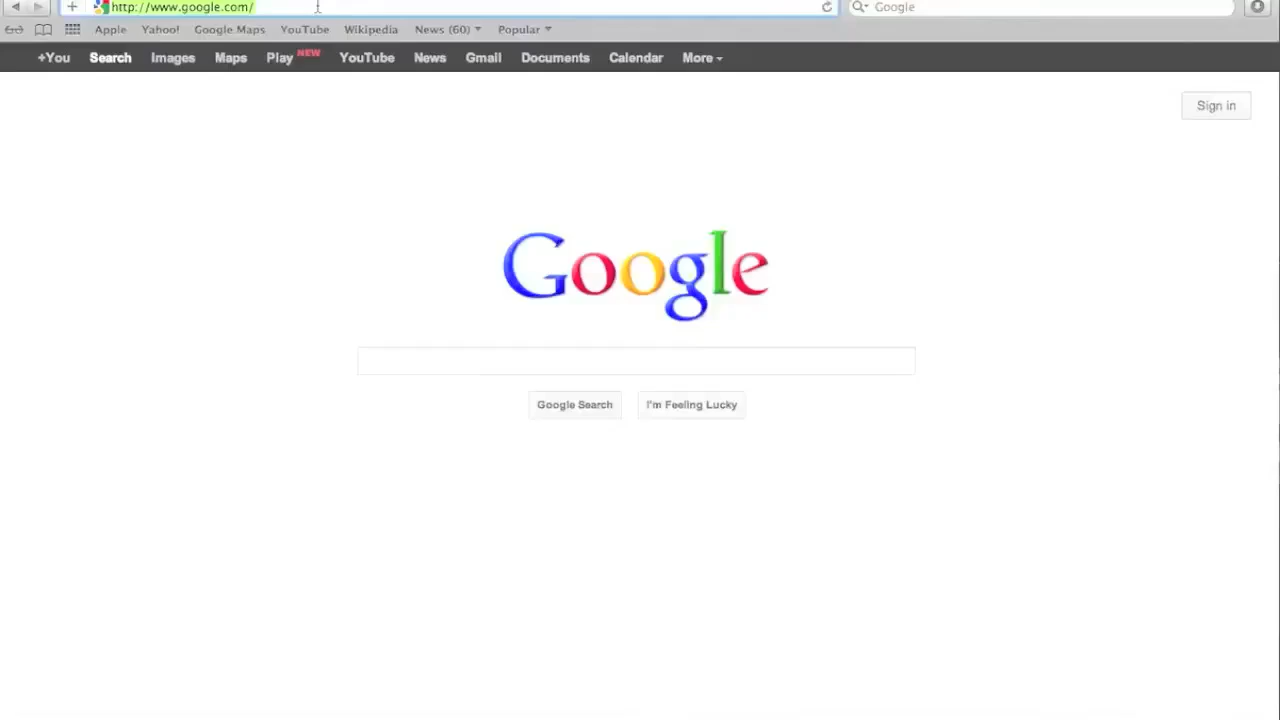 http://www.google.com/ Google
Apple Yahoo! Google Maps YouTube Wikipedia News (60) Popular
+You Search Images Maps Play NEW YouTube News Gmail Documents Calendar More
Sign in
Google
Google Search I'm Feeling Lucky